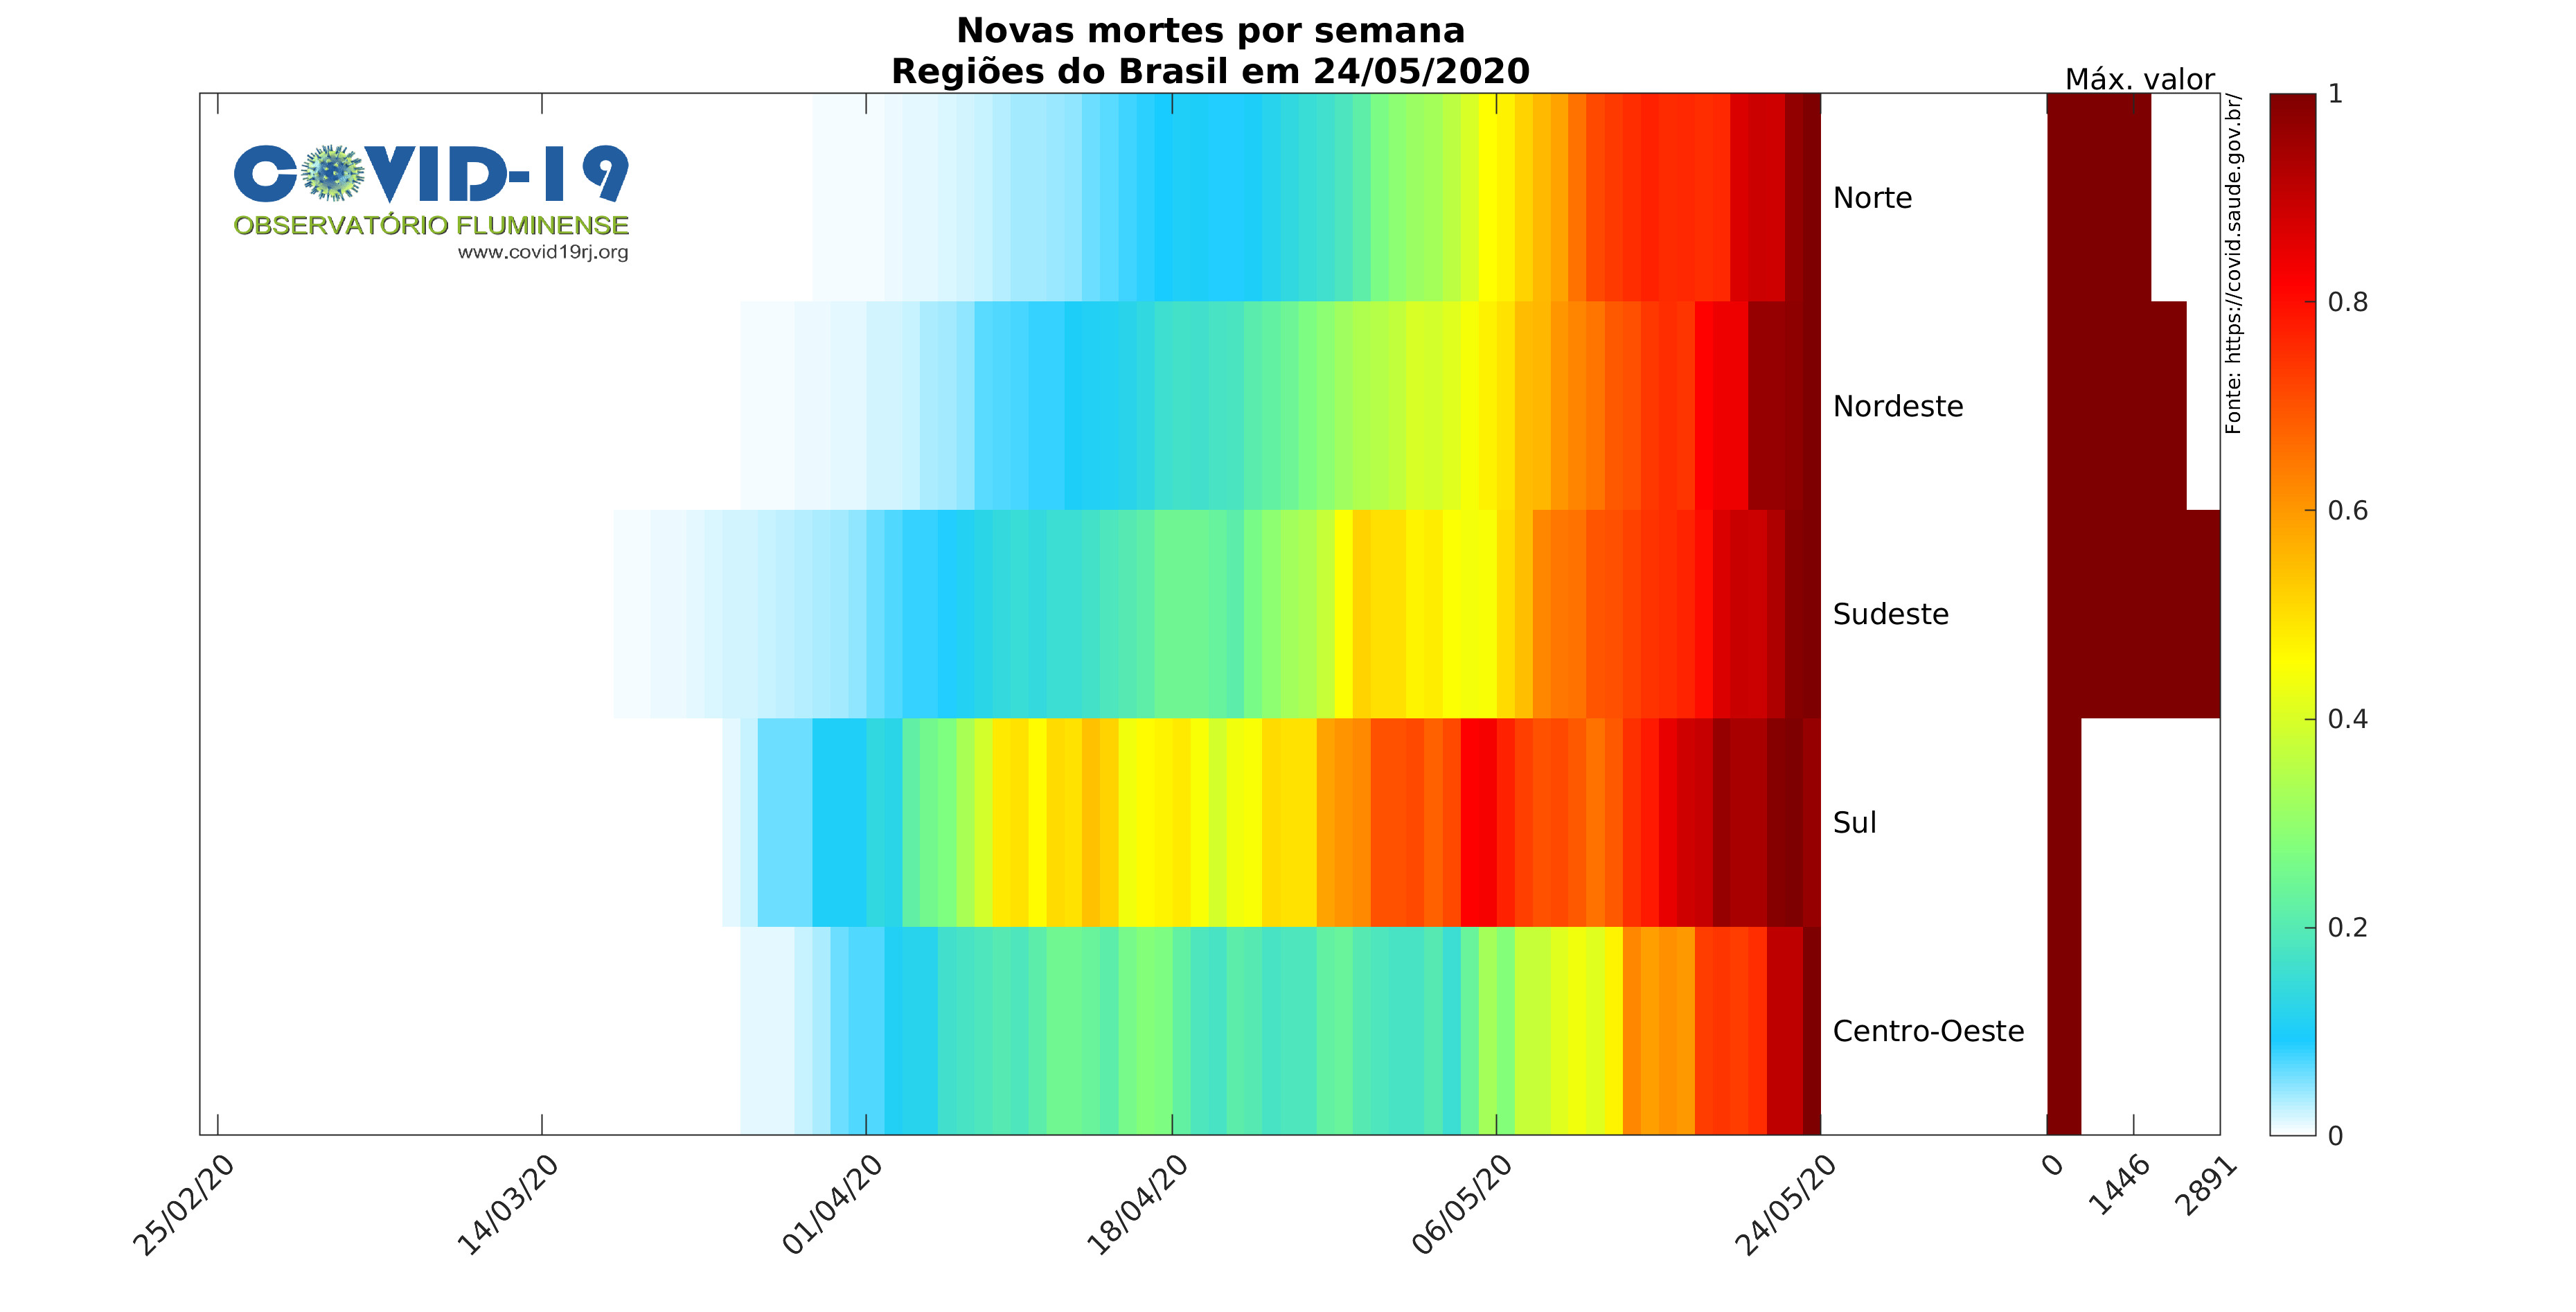 Novas mortes por semana
Regiões do Brasil em 24/05/2020
Máx. valor
COVID-19
OBSERVATÓRIO FLUMINENSE
www.covid19rj.org
Norte
Nordeste
Sudeste
Sul
Centro-Oeste
Fonte: https://covid.saude.gov.br/
1
0.8
0.6
0.4
0.2
0
25/02/20
14/03/20
01/04/20
18/04/20
06/05/20
24/05/20
0
1446
2891